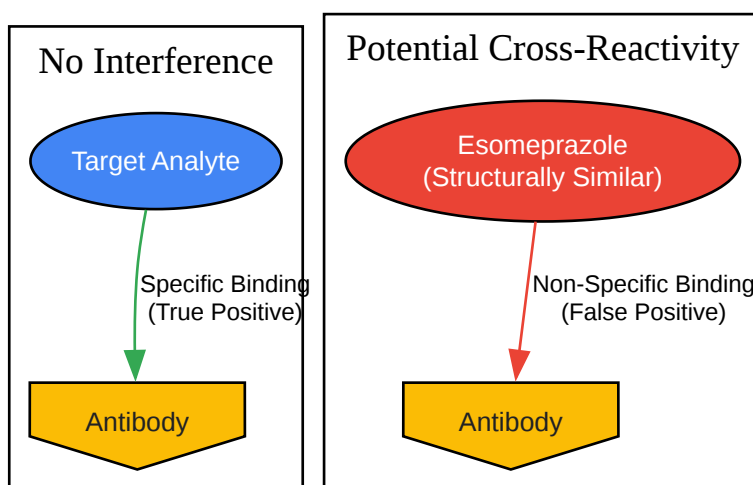 No Interference
Target Analyte
Specific Binding
(True Positive)
Antibody
Potential Cross-Reactivity
Esomeprazole
(Structurally Similar)
Non-Specific Binding
(False Positive)
Antibody